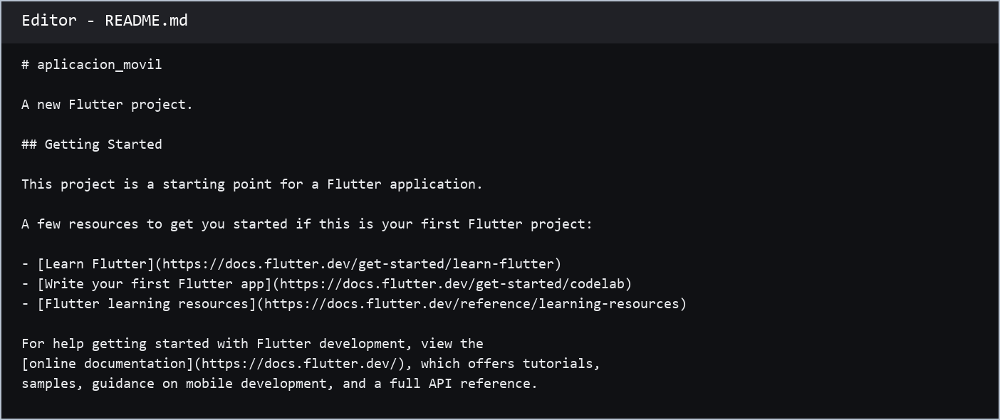 Editor - README.md
# aplicacion_movil
A new Flutter project.
## Getting Started
This project is a starting point for a Flutter application.
A few resources to get you started if this is your first Flutter project:
- [Learn Flutter](https://docs.flutter.dev/get-started/learn-flutter)
- [Write your first Flutter app](https://docs.flutter.dev/get-started/codelab)
- [Flutter learning resources](https://docs.flutter.dev/reference/learning-resources)
For help getting started with Flutter development, view the
[online documentation](https://docs.flutter.dev/), which offers tutorials,
samples, guidance on mobile development, and a full API reference.